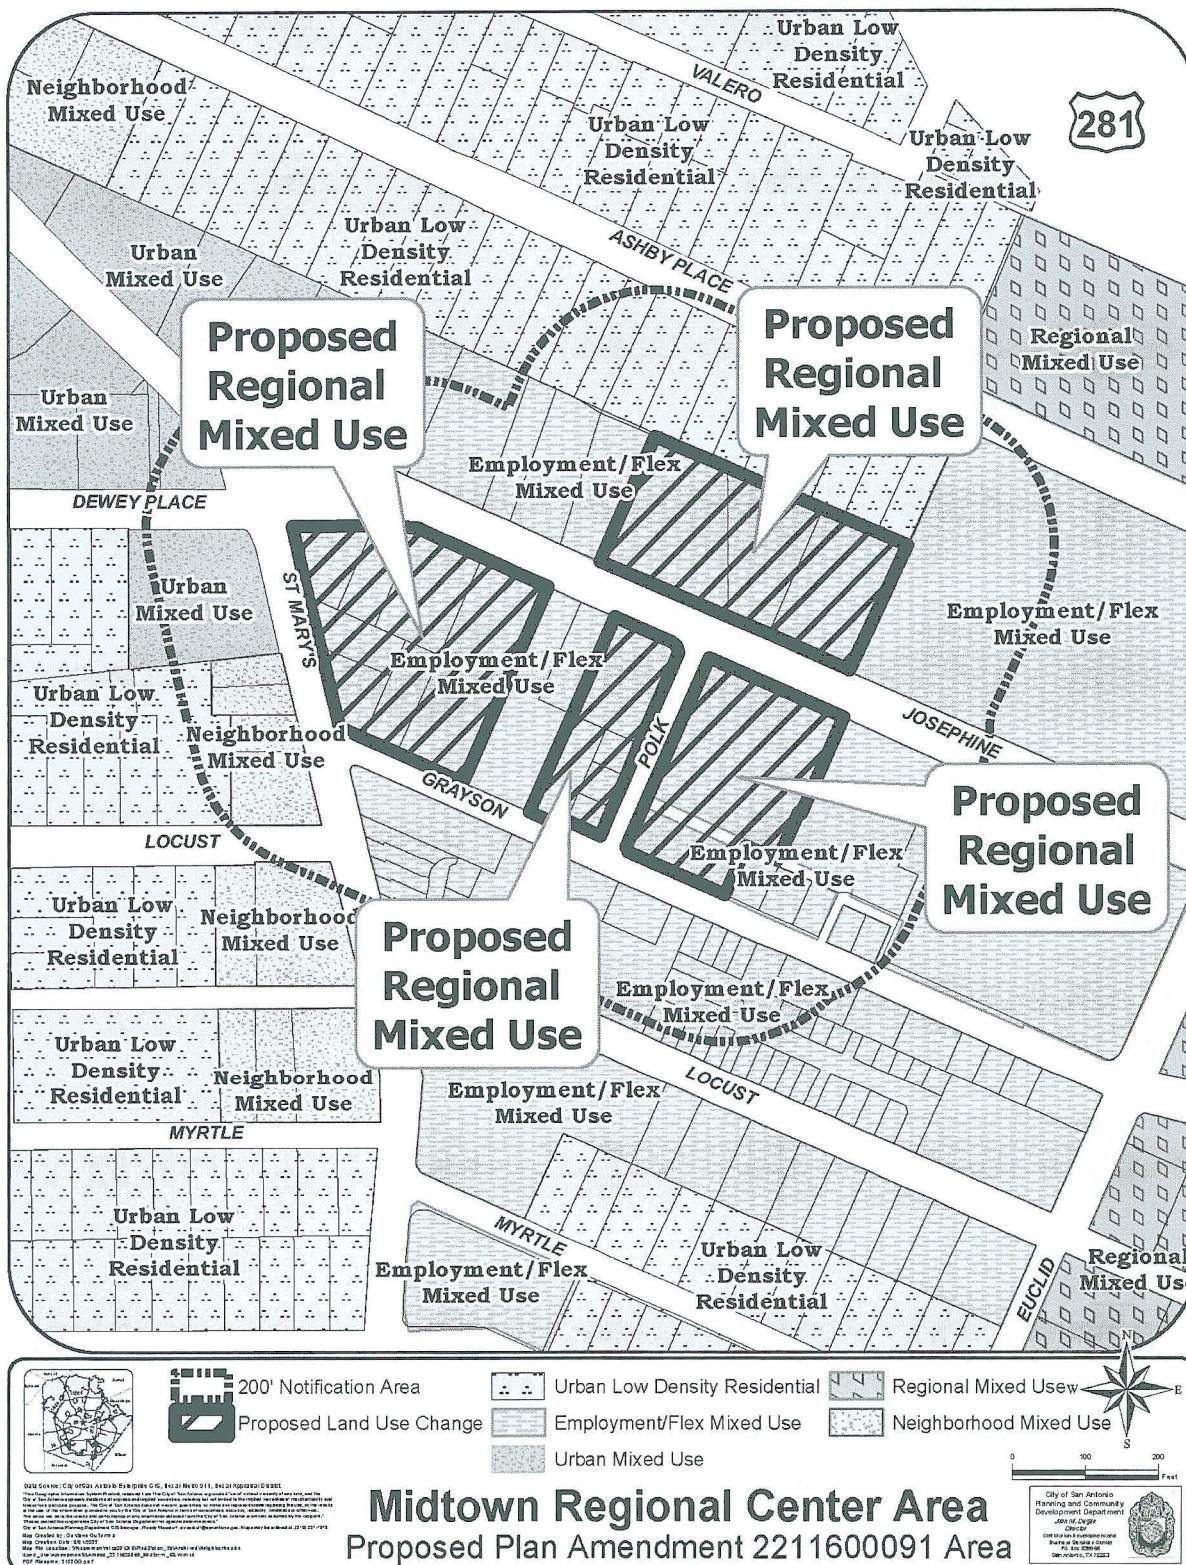 Urban Low
Density
Residential
VALERO
281
Neighborhood
Mixed Use
Urban Low
Density
Residential
Urban Low
Density
Residential
Urban Low
Density
Residential
ASHBY PLACE
Urban
Mixed Use
Regional
Mixed Use
Proposed
Regional
Mixed Use
Proposed
Regional
Mixed Use
Urban
Mixed Use
Employment/Flex
Mixed Use
DEWEY PLACE
ST MARY'S
Urban
Mixed Use
Employment/Flex
Mixed Use
Employment/Flex
Mixed Use
Urban Low
Density
Residential
Neighborhood
Mixed Use
POLK
JOSEPHINE
GRAYSON
Proposed
Regional
Mixed Use
LOCUST
Employment/Flex
Mixed Use
Urban Low
Density
Residential
Neighborhood
Mixed Use
Proposed
Regional
Mixed Use
Employment/Flex
Mixed Use
Urban Low
Density
Residential
Neighborhood
Mixed Use
Employment/Flex
Mixed Use
LOCUST
MYRTLE
Urban Low
Density
Residential
MYRTLE
Employment/Flex
Mixed Use
Urban Low
Density
Residential
EUCLID
Regional
Mixed Use
200' Notification Area
Proposed Land Use Change
Urban Low Density Residential
Employment/Flex Mixed Use
Urban Mixed Use
Regional Mixed Use
Neighborhood Mixed Use
N
W
E
S
0 100 200
Feet
Midtown Regional Center Area
Proposed Plan Amendment 2211600091 Area
City of San Antonio
Planning and Community
Development Department